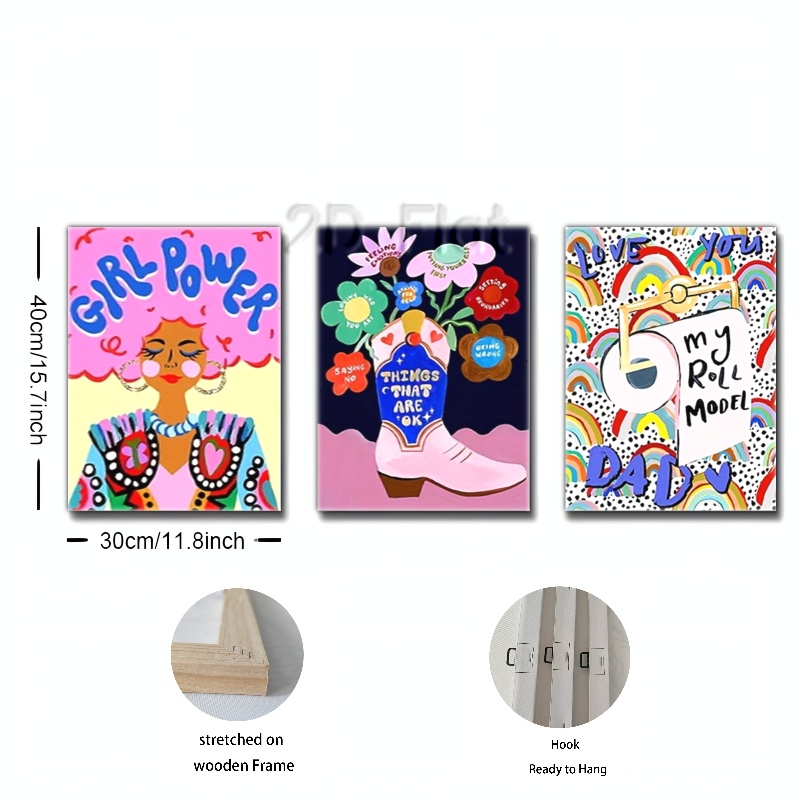 2D Flat
GIRL POWER
FEELING
EMOTIONS
PUTTING YOURSELF
FIRST
LOVING WHO
YOU ARE
SETTING
BOUNDARIES
BEING
WRONG
SAYING
NO
THINGS
THAT
ARE
OK
LOVE YOU
my
ROLL
MODEL
DAD
40cm/15.7inch
30cm/11.8inch
stretched on
wooden Frame
Hook
Ready to Hang